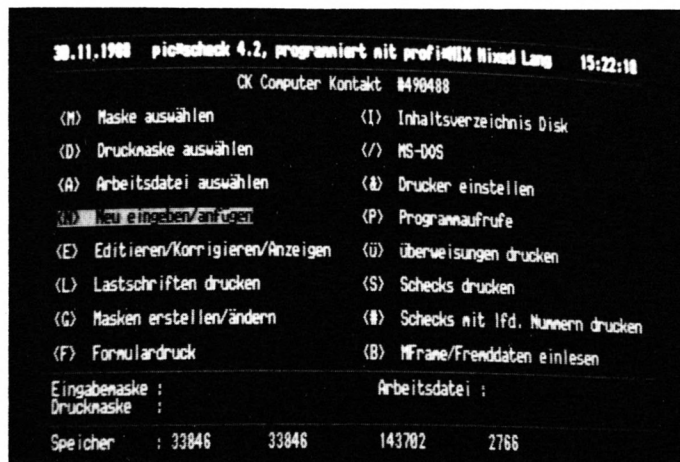 30.11.1988 pic*scheck 4.2, programmiert mit profi*MIX Mixed Lang 15:22:18
CK Computer Kontakt #490488
<M> Maske auswählen <I> Inhaltsverzeichnis Disk
<D> Druckmaske auswählen </> MS-DOS
<A> Arbeitsdatei auswählen <&> Drucker einstellen
<N> Neu eingeben/anfügen <P> Programmaufrufe
<E> Editieren/Korrigieren/Anzeigen <ü> überweisungen drucken
<L> Lastschriften drucken <S> Schecks drucken
<G> Masken erstellen/ändern <#> Schecks mit lfd. Nummern drucken
<F> Formulardruck <B> MFrame/Fremddaten einlesen
Eingabemaske : Arbeitsdatei :
Druckmaske :
Speicher : 33846 33846 143702 2766